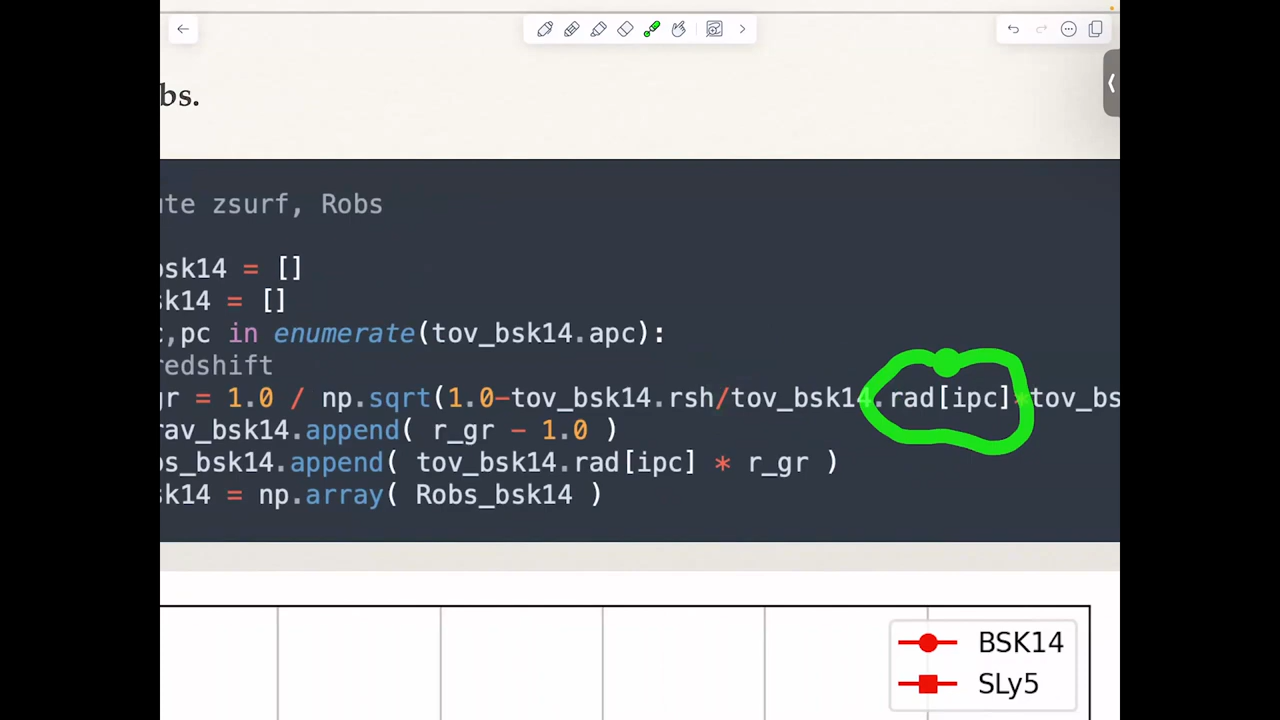 bs.
ute zsurf, Robs
bsk14 = []
sk14 = []
c,pc in enumerate(tov_bsk14.apc):
redshift
gr = 1.0 / np.sqrt(1.0-tov_bsk14.rsh/tov_bsk14.rad[ipc]*tov_bs
rav_bsk14.append( r_gr - 1.0 )
bs_bsk14.append( tov_bsk14.rad[ipc] * r_gr )
sk14 = np.array( Robs_bsk14 )
BSK14
SLy5